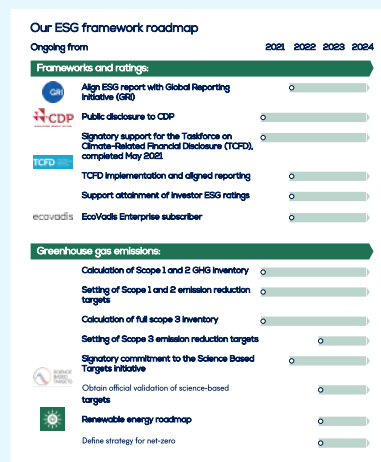 Our ESG framework roadmap
Ongoing from 2021 2022 2023 2024
Frameworks and ratings:
GRI
Align ESG report with Global Reporting
Initiative (GRI)
CDP
Public disclosure to CDP
Signatory support for the Taskforce on
Climate-Related Financial Disclosure (TCFD),
completed May 2021
TCFD
TCFD implementation and aligned reporting
Support attainment of investor ESG ratings
ecovadis
EcoVadis Enterprise subscriber
Greenhouse gas emissions:
Calculation of Scope 1 and 2 GHG inventory
Setting of Scope 1 and 2 emission reduction
targets
Calculation of full scope 3 inventory
Setting of Scope 3 emission reduction targets
Signatory commitment to the Science Based
Targets initiative
SCIENCE
BASED
TARGETS
Obtain official validation of science-based
targets
Renewable energy roadmap
Define strategy for net-zero